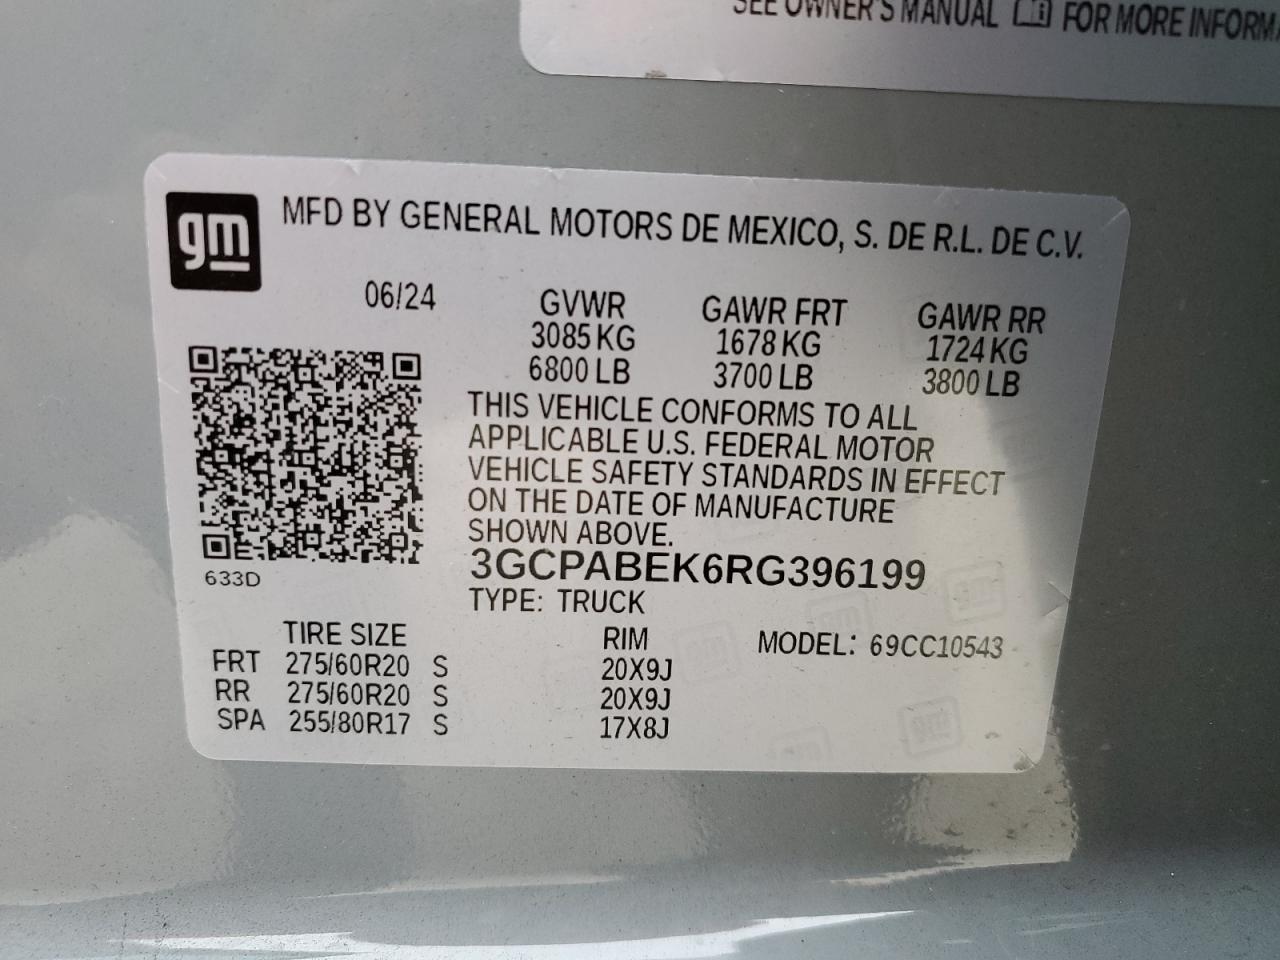 SEE OWNER'S MANUAL FOR MORE
gm
MFD BY GENERAL MOTORS DE MEXICO, S. DE R.L. DE C.V.
06/24
GVWR GAWR FRT GAWR RR
3085 KG 1678 KG 1724 KG
6800 LB 3700 LB 3800 LB
THIS VEHICLE CONFORMS TO ALL
APPLICABLE U.S. FEDERAL MOTOR
VEHICLE SAFETY STANDARDS IN EFFECT
ON THE DATE OF MANUFACTURE
SHOWN ABOVE.
3GCPABEK6RG396199
633D
TYPE: TRUCK
TIRE SIZE RIM MODEL: 69CC10543
FRT 275/60R20 S 20X9J
RR 275/60R20 S 20X9J
SPA 255/80R17 S 17X8J